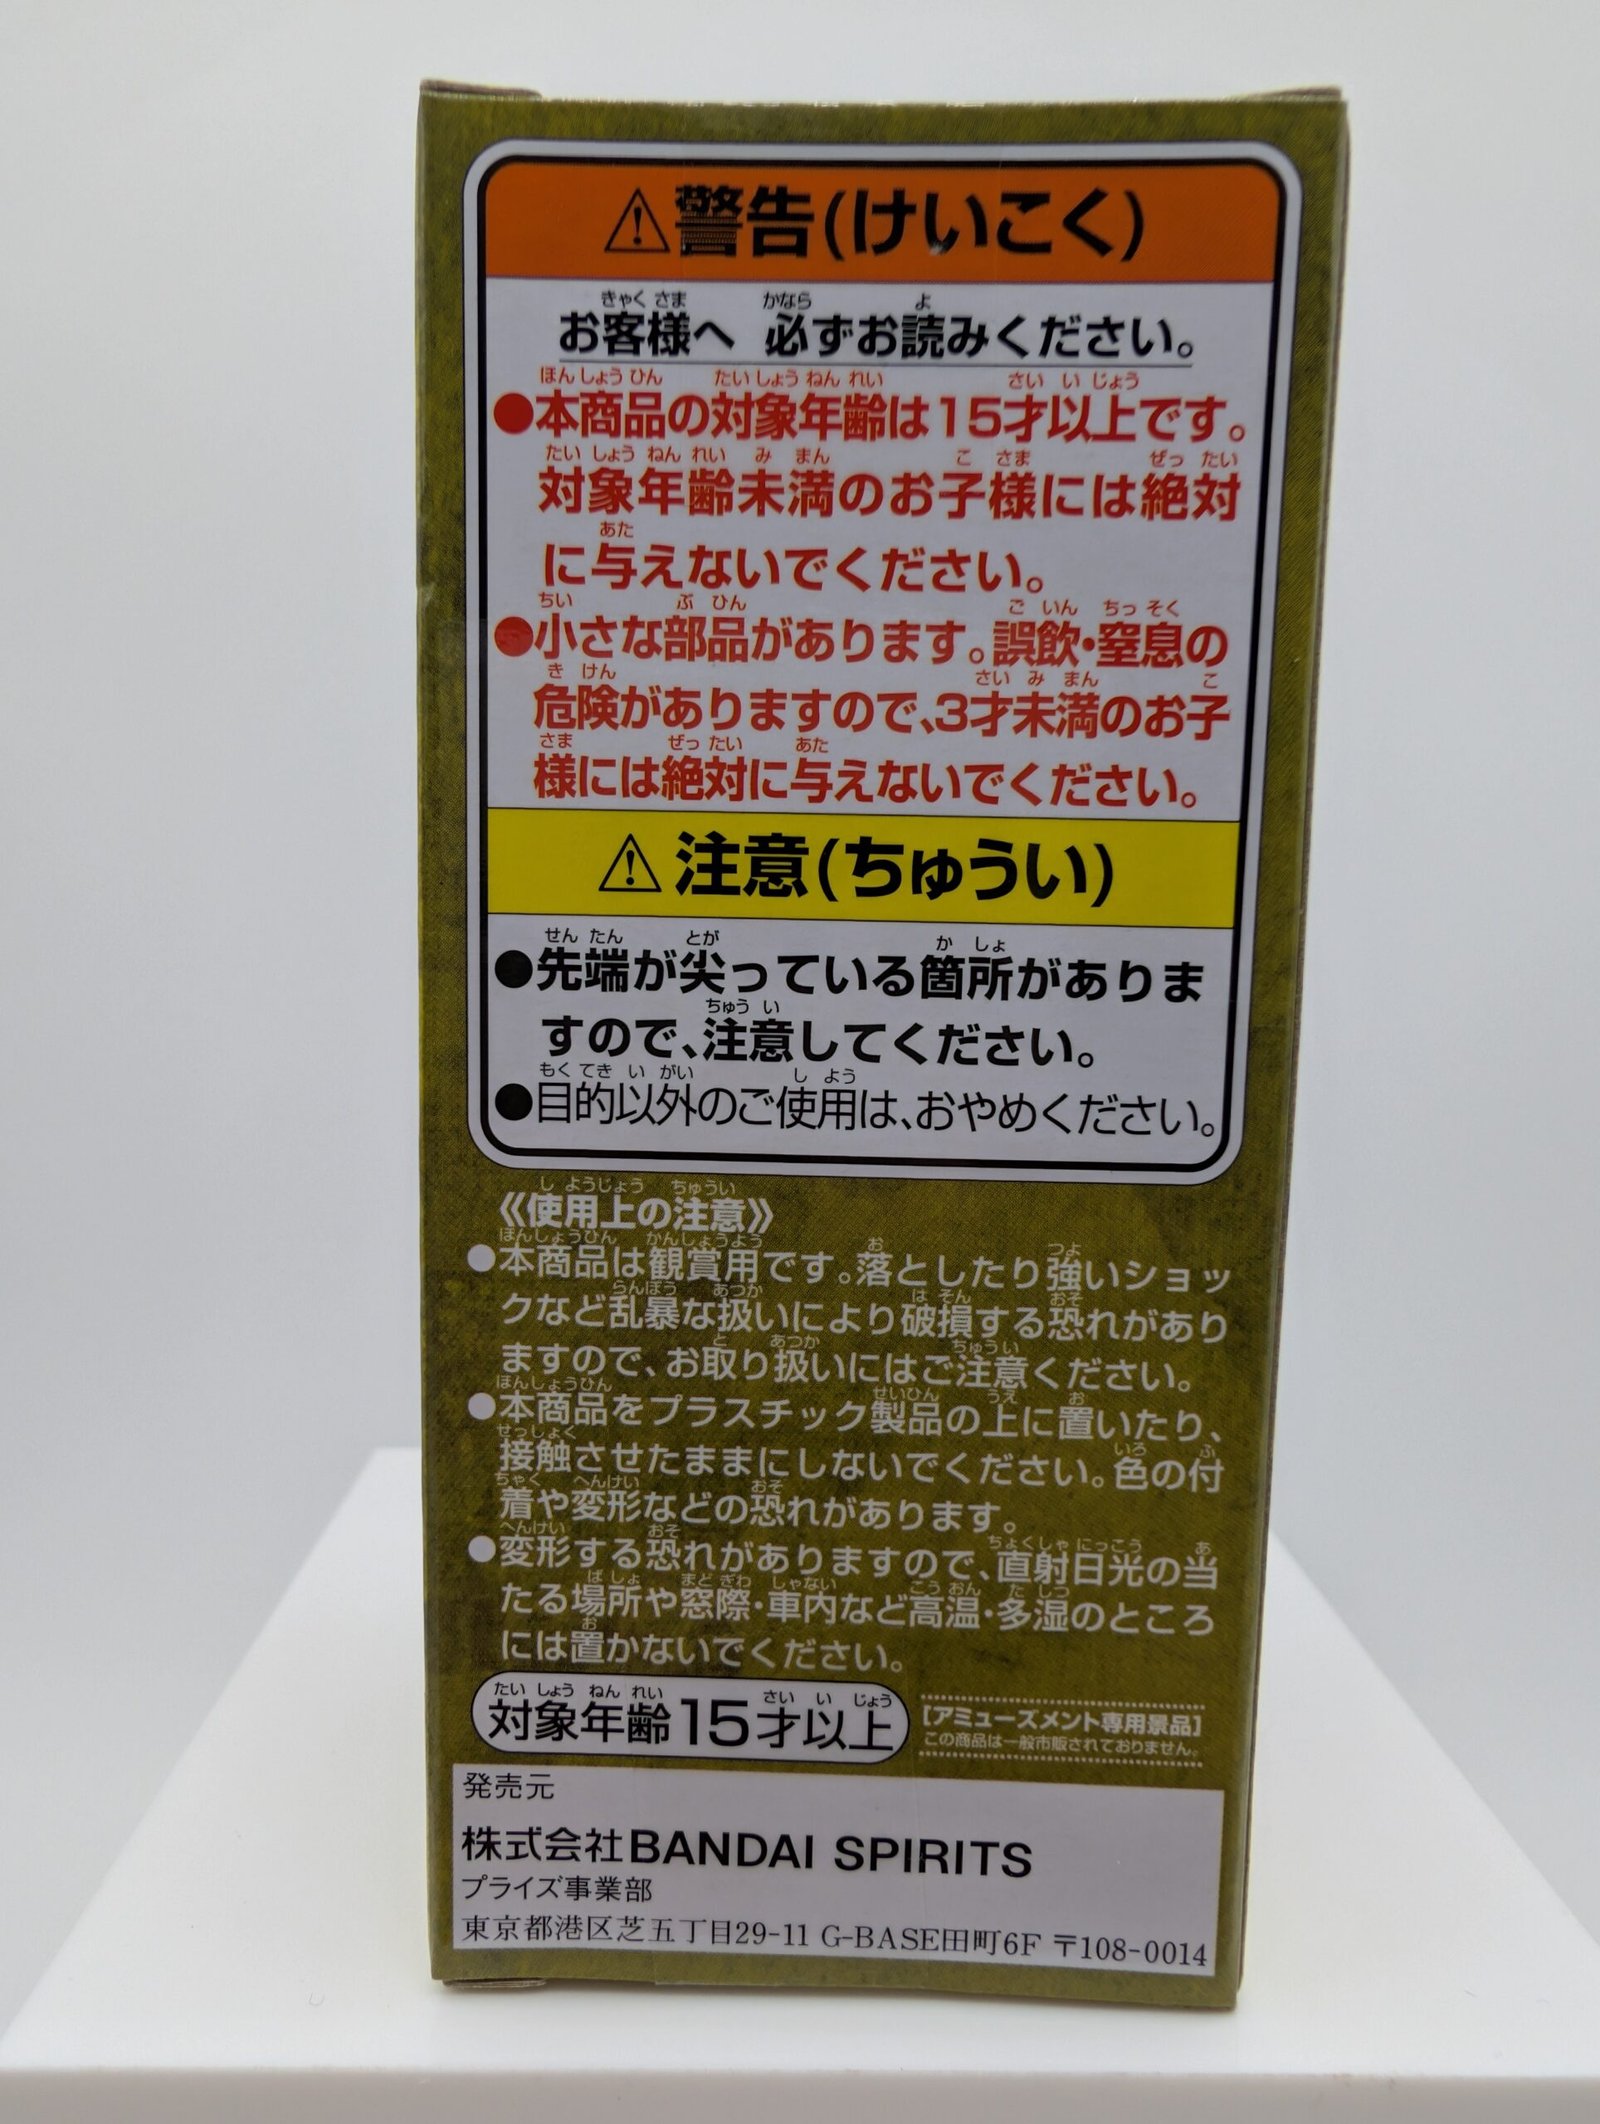 ⚠警告(けいこく)
お客様へ 必ずお読みください。
●本商品の対象年齢は15才以上です。
対象年齢未満のお子様には絶対
に与えないでください。
●小さな部品があります。誤飲・窒息の
危険がありますので、3才未満のお子
様には絶対に与えないでください。
⚠注意(ちゅうい)
●先端が尖っている箇所がありま
すので、注意してください。
●目的以外のご使用は、おやめください。
《使用上の注意》
●本商品は観賞用です。落としたり強いショッ
クなど乱暴な扱いにより破損する恐れがあり
ますので、お取り扱いにはご注意ください。
●本商品をプラスチック製品の上に置いたり、
接触させたままにしないでください。色の付
着や変形などの恐れがあります。
●変形する恐れがありますので、直射日光の当
たる場所や窓際・車内など高温・多湿のところ
には置かないでください。
対象年齢15才以上
[アミューズメント専用景品]
この商品は一般市販されておりません。
発売元
株式会社BANDAI SPIRITS
プライズ事業部
東京都港区芝五丁目29-11 G-BASE田町6F 〒108-0014